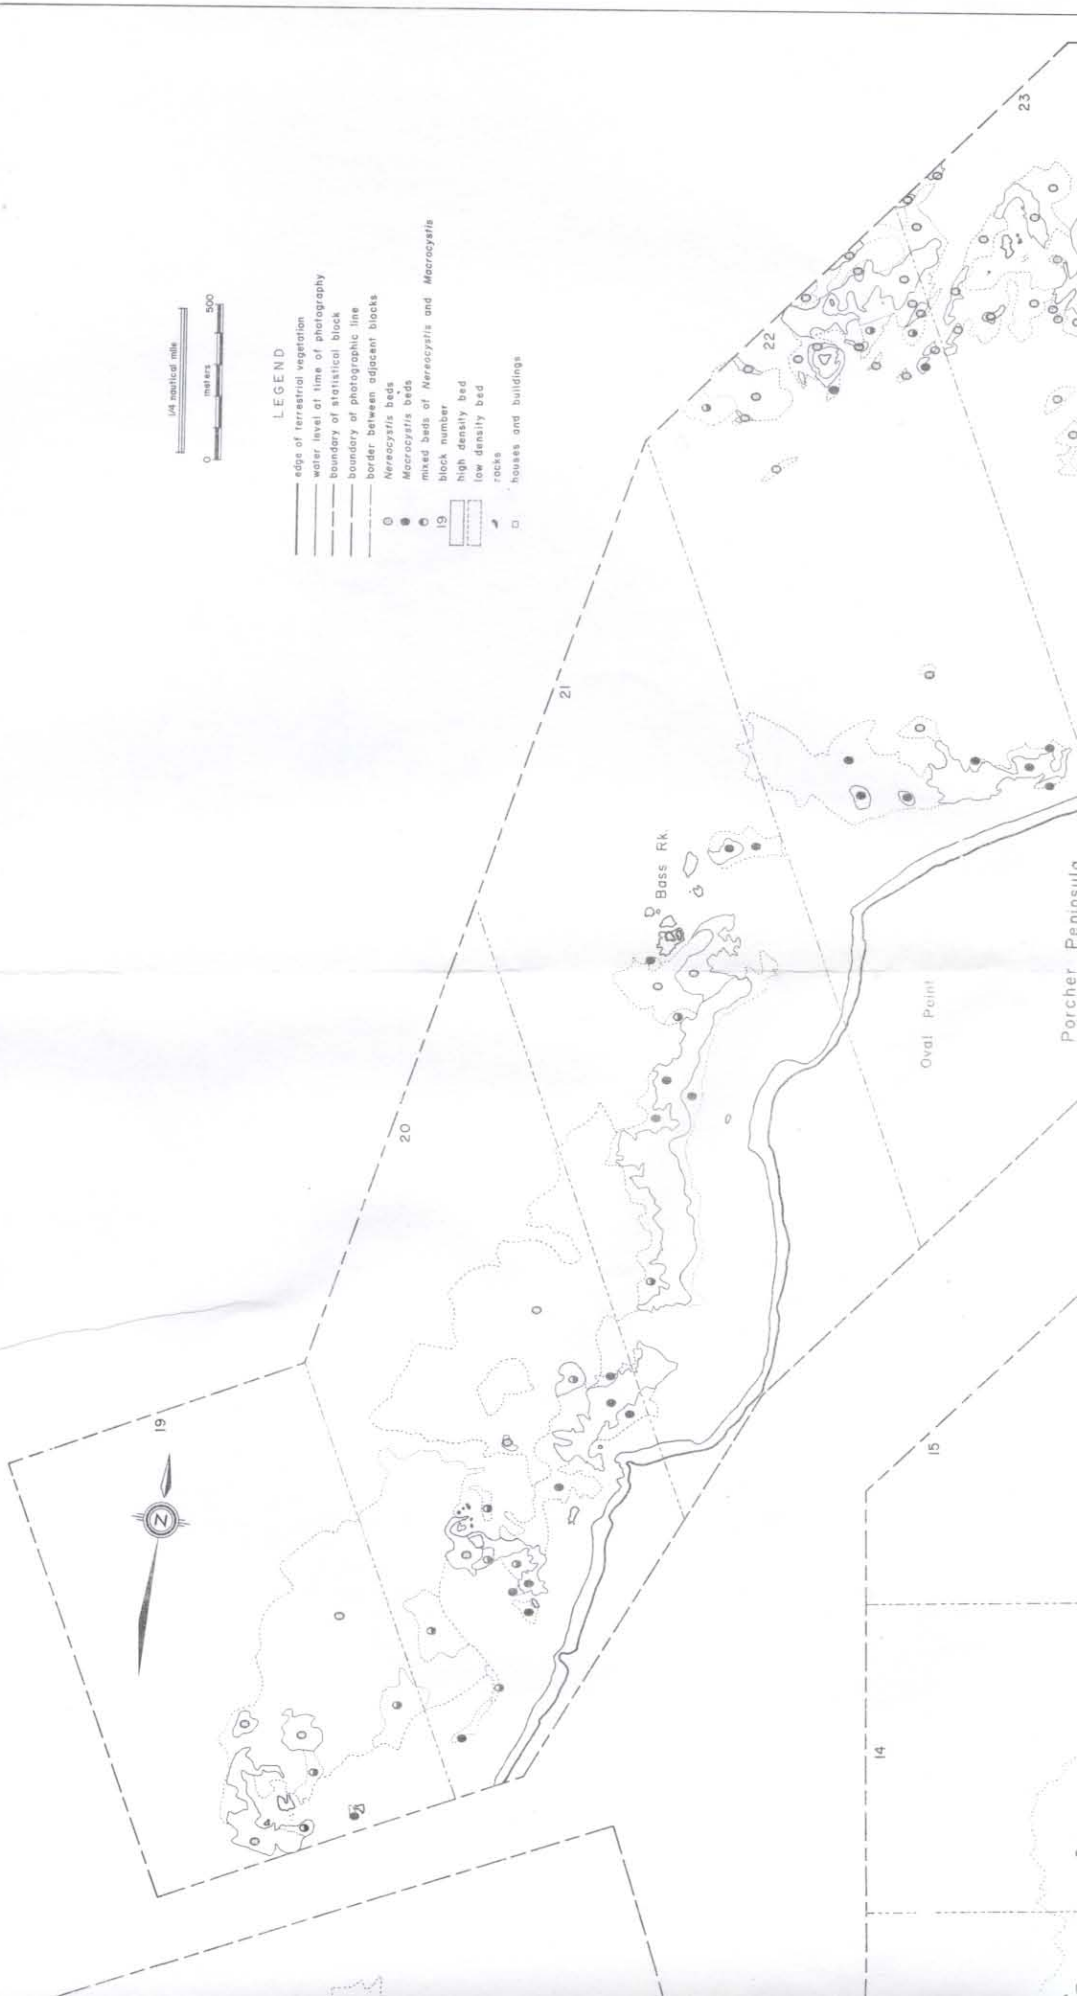 1/4 nautical mile
0 meters 500
LEGEND
edge of terrestrial vegetation
water level at time of photography
boundary of statistical block
boundary of photographic line
border between adjacent blocks
Nereocystis beds
Macrocystis beds
mixed beds of Nereocystis and Macrocystis
19 block number
high density bed
low density bed
rocks
houses and buildings
23
22
21
20
19
N
Bass Rk.
Oval Point
Porcher Peninsula
15
14